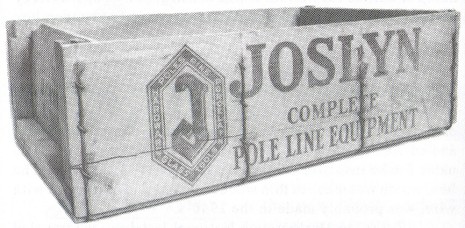 JOSLYN
COMPLETE
POLE LINE EQUIPMENT
J